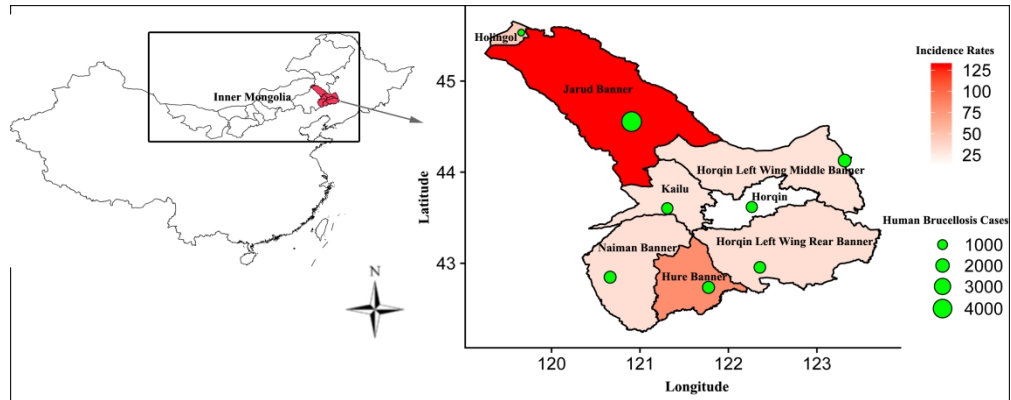 Inner Mongolia
N
Holingol
Jarud Banner
Horqin Left Wing Middle Banner
Kailu
Horqin
Naiman Banner
Horqin Left Wing Rear Banner
Hure Banner
45
44
43
Latitude
120
121
122
123
Longitude
Incidence Rates
125
100
75
50
25
Human Brucellosis Cases
1000
2000
3000
4000